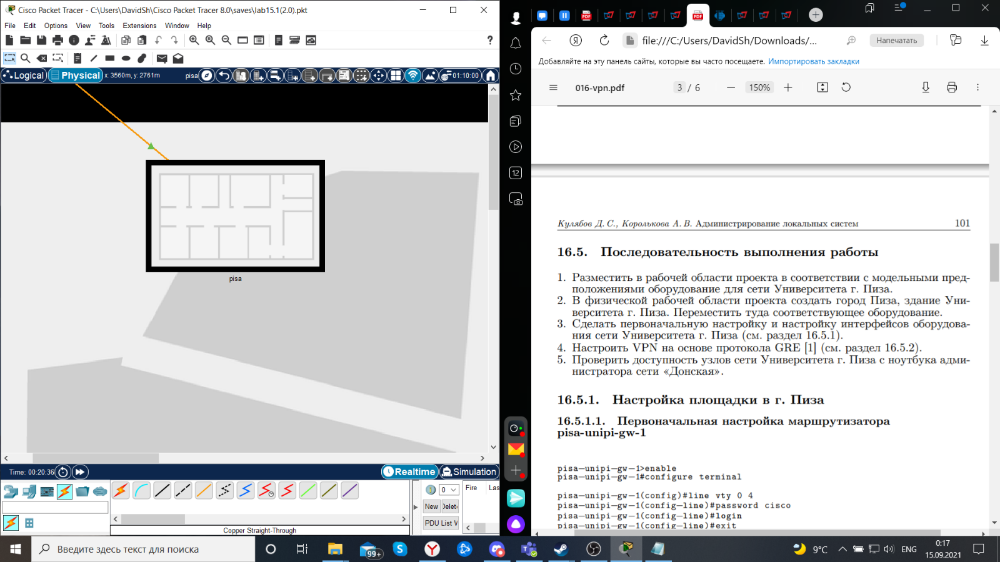 Cisco Packet Tracer - C:\Users\DavidSh\Cisco Packet Tracer 8.0\saves\lab15.1(2.0).pkt
File Edit Options View Tools Extensions Window Help
?
Logical Physical x: 3560m, y: 2761m pisa 01:10:00
pisa
Time: 00:20:36 Realtime Simulation
0 Fire Las
New Delet
PDU List W
Copper Straight-Through
PDF PDF
Я file:///C:/Users/DavidSh/Downloads/... Напечатать
Добавляйте на эту панель сайты, которые вы часто посещаете. Импортировать закладки
016-vpn.pdf 3 / 6 150%
12
Кулябов Д. С., Королькова А. В. Администрирование локальных систем 101
16.5. Последовательность выполнения работы
1. Разместить в рабочей области проекта в соответствии с модельными пред-
положениями оборудование для сети Университета г. Пиза.
2. В физической рабочей области проекта создать город Пиза, здание Уни-
верситета г. Пиза. Переместить туда соответствующее оборудование.
3. Сделать первоначальную настройку и настройку интерфейсов оборудова-
ния сети Университета г. Пиза (см. раздел 16.5.1).
4. Настроить VPN на основе протокола GRE [1] (см. раздел 16.5.2).
5. Проверить доступность узлов сети Университета г. Пиза с ноутбука адми-
нистратора сети «Донская».
16.5.1. Настройка площадки в г. Пиза
16.5.1.1. Первоначальная настройка маршрутизатора
pisa-unipi-gw-1
pisa-unipi-gw-1>enable
pisa-unipi-gw-1#configure terminal
pisa-unipi-gw-1(config)#line vty 0 4
pisa-unipi-gw-1(config-line)#password cisco
pisa-unipi-gw-1(config-line)#login
pisa-unipi-gw-1(config-line)#exit
Введите здесь текст для поиска 99+ 9°C ENG 0:17
15.09.2021